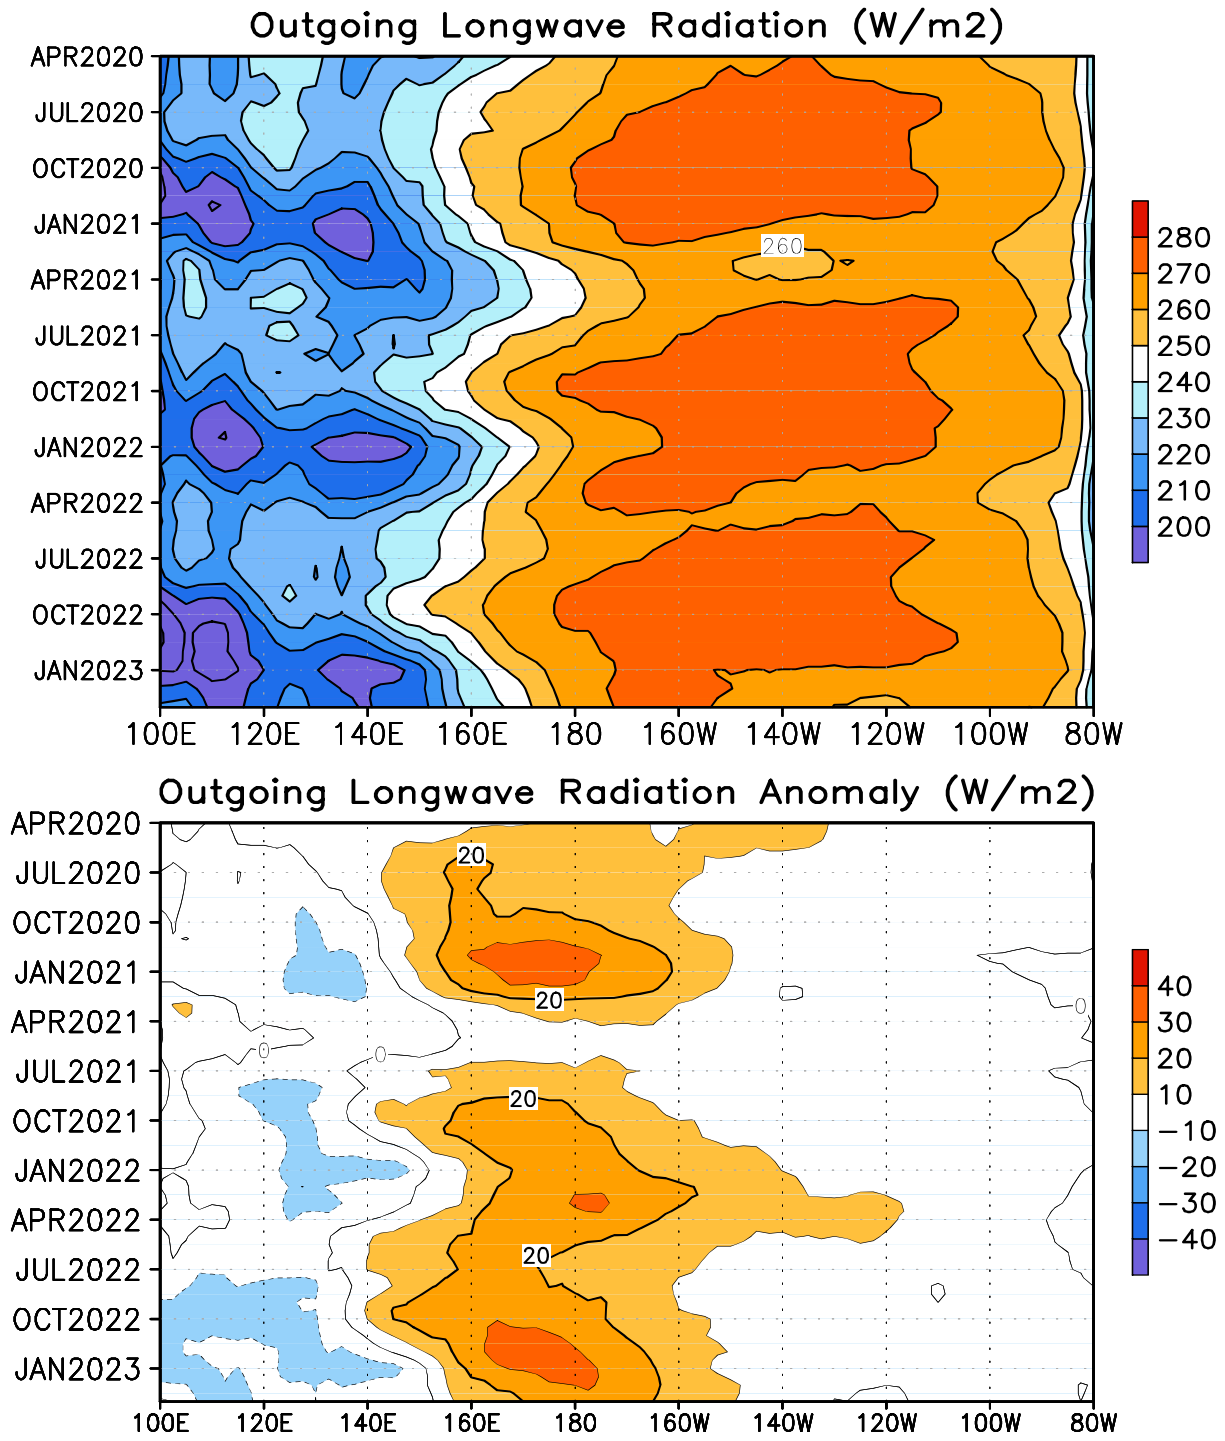 Outgoing Longwave Radiation (W/m2)
APR2020
JUL2020
OCT2020
JAN2021
APR2021
JUL2021
OCT2021
JAN2022
APR2022
JUL2022
OCT2022
JAN2023
260
100E 120E 140E 160E 180 160W 140W 120W 100W 80W
280
270
260
250
240
230
220
210
200
Outgoing Longwave Radiation Anomaly (W/m2)
APR2020
JUL2020
OCT2020
JAN2021
APR2021
JUL2021
OCT2021
JAN2022
APR2022
JUL2022
OCT2022
JAN2023
20
20
0
0
0
20
20
100E 120E 140E 160E 180 160W 140W 120W 100W 80W
40
30
20
10
−10
−20
−30
−40